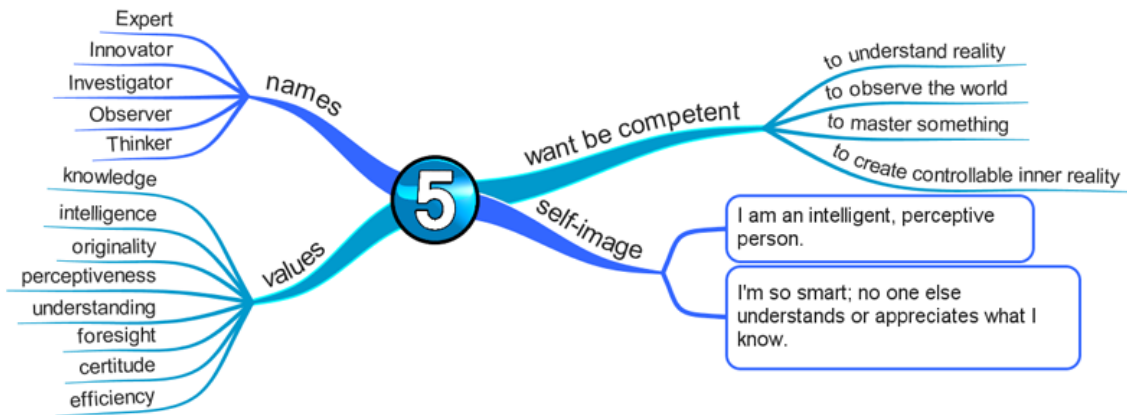 names
Expert
Innovator
Investigator
Observer
Thinker
values
knowledge
intelligence
originality
perceptiveness
understanding
foresight
certitude
efficiency
5
want be competent
to understand reality
to observe the world
to master something
to create controllable inner reality
self-image
I am an intelligent, perceptive
person.
I'm so smart; no one else
understands or appreciates what I
know.